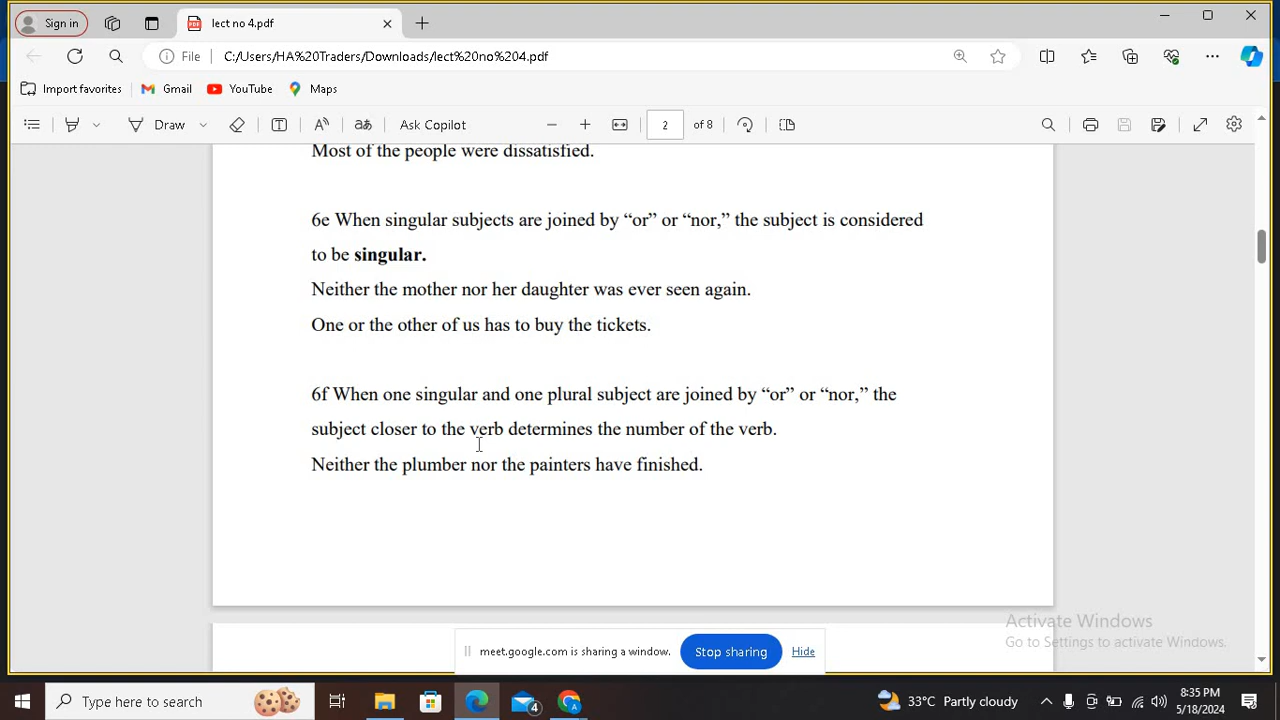 Sign in
lect no 4.pdf
File
C:/Users/HA%20Traders/Downloads/lect%20no%204.pdf
Import favorites
Gmail
YouTube
Maps
Draw
Ask Copilot
2 of 8
Most of the people were dissatisfied.
6e When singular subjects are joined by “or” or “nor,” the subject is considered
to be singular.
Neither the mother nor her daughter was ever seen again.
One or the other of us has to buy the tickets.
6f When one singular and one plural subject are joined by “or” or “nor,” the
subject closer to the verb determines the number of the verb.
Neither the plumber nor the painters have finished.
Activate Windows
Go to Settings to activate Windows.
meet.google.com is sharing a window.
Stop sharing
Hide
Type here to search
4
33°C Partly cloudy
8:35 PM
5/18/2024